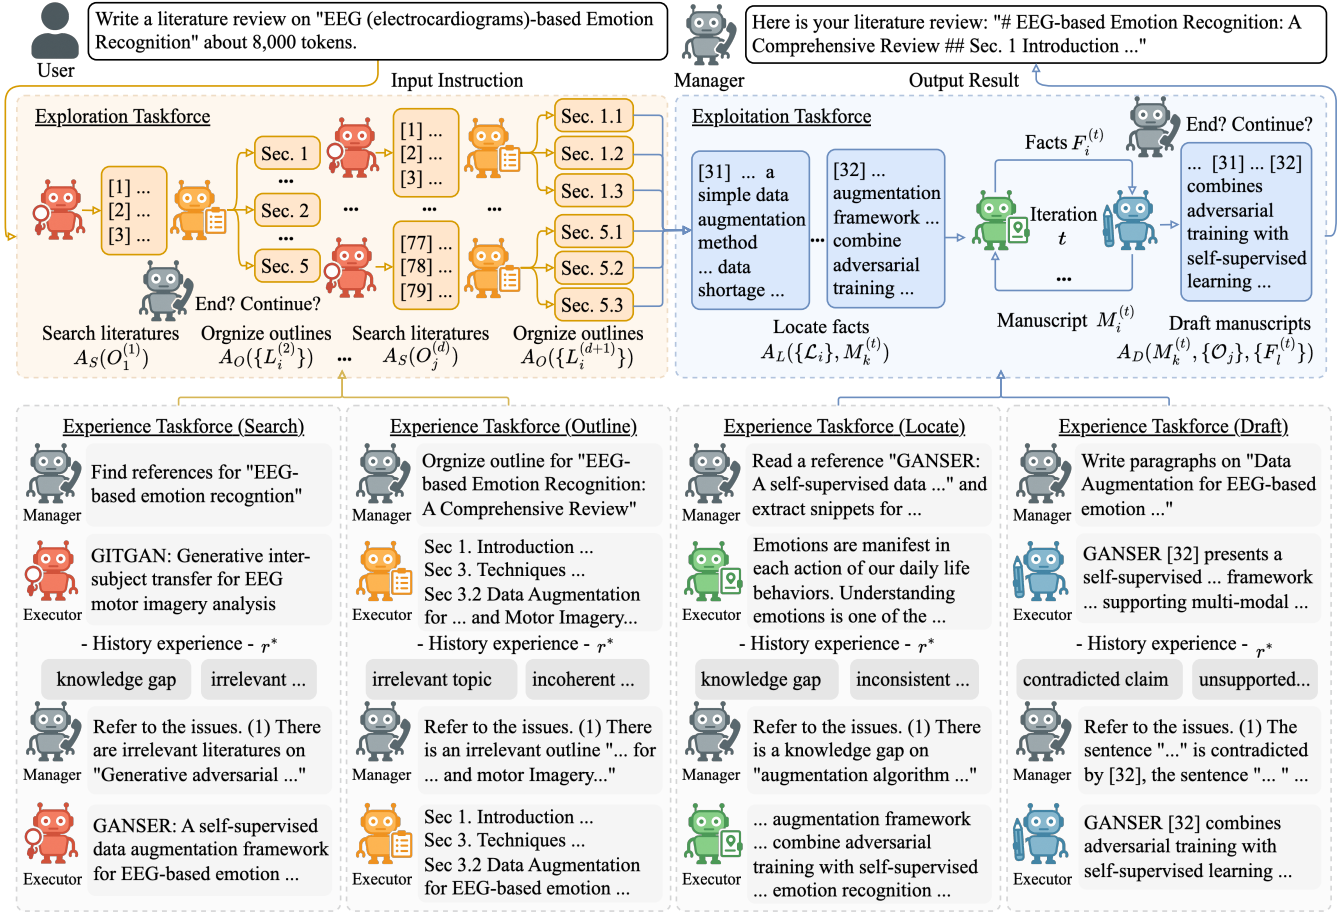 Write a literature review on "EEG (electrocardiograms)-based Emotion
Recognition" about 8,000 tokens.
User
Here is your literature review: "# EEG-based Emotion Recognition: A
Comprehensive Review ## Sec. 1 Introduction ..."
Manager
Input Instruction
Output Result
Exploration Taskforce
[1] ...
[2] ...
[3] ...
Sec. 1
...
Sec. 2
...
Sec. 5
[1] ...
[2] ...
[3] ...
... ... ...
[77] ...
[78] ...
[79] ...
Sec. 1.1
Sec. 1.2
Sec. 1.3
Sec. 5.1
Sec. 5.2
Sec. 5.3
End? Continue?
Search literatures
A_S(O_1^{(1)})
Orgnize outlines
A_O({L_i^{(2)}})
...
Search literatures
A_S(O_j^{(d)})
Orgnize outlines
A_O({L_i^{(d+1)}})
Exploitation Taskforce
[31] ... a
simple data
augmentation
method
... data
shortage ...
...
[32] ...
augmentation
framework ...
combine
adversarial
training ...
Facts F_i^{(t)}
Iteration
t
...
Manuscript M_i^{(t)}
End? Continue?
... [31] ... [32]
combines
adversarial
training with
self-supervised
learning ...
Locate facts
A_L({ℒ_i}, M_k^{(t)})
Draft manuscripts
A_D(M_k^{(t)}, {𝒪_j}, {F_l^{(t)}})
Experience Taskforce (Search)
Manager
Find references for "EEG-
based emotion recogntion"
Executor
GITGAN: Generative inter-
subject transfer for EEG
motor imagery analysis
- History experience - r*
knowledge gap
irrelevant ...
Manager
Refer to the issues. (1) There
are irrelevant literatures on
"Generative adversarial ..."
Executor
GANSER: A self-supervised
data augmentation framework
for EEG-based emotion ...
Experience Taskforce (Outline)
Manager
Orgnize outline for "EEG-
based Emotion Recognition:
A Comprehensive Review"
Executor
Sec 1. Introduction ...
Sec 3. Techniques ...
Sec 3.2 Data Augmentation
for ... and Motor Imagery...
- History experience - r*
irrelevant topic
incoherent ...
Manager
Refer to the issues. (1) There
is an irrelevant outline "... for
... and motor Imagery..."
Executor
Sec 1. Introduction ...
Sec 3. Techniques ...
Sec 3.2 Data Augmentation
for EEG-based emotion ...
Experience Taskforce (Locate)
Manager
Read a reference "GANSER:
A self-supervised data ..." and
extract snippets for ...
Executor
Emotions are manifest in
each action of our daily life
behaviors. Understanding
emotions is one of the ...
- History experience - r*
knowledge gap
inconsistent ...
Manager
Refer to the issues. (1) There
is a knowledge gap on
"augmentation algorithm ..."
Executor
... augmentation framework
... combine adversarial
training with self-supervised
... emotion recognition ...
Experience Taskforce (Draft)
Manager
Write paragraphs on "Data
Augmentation for EEG-based
emotion ..."
Executor
GANSER [32] presents a
self-supervised ... framework
... supporting multi-modal ...
- History experience - r*
contradicted claim
unsupported...
Manager
Refer to the issues. (1) The
sentence "..." is contradicted
by [32], the sentence "... " ...
Executor
GANSER [32] combines
adversarial training with
self-supervised learning ...